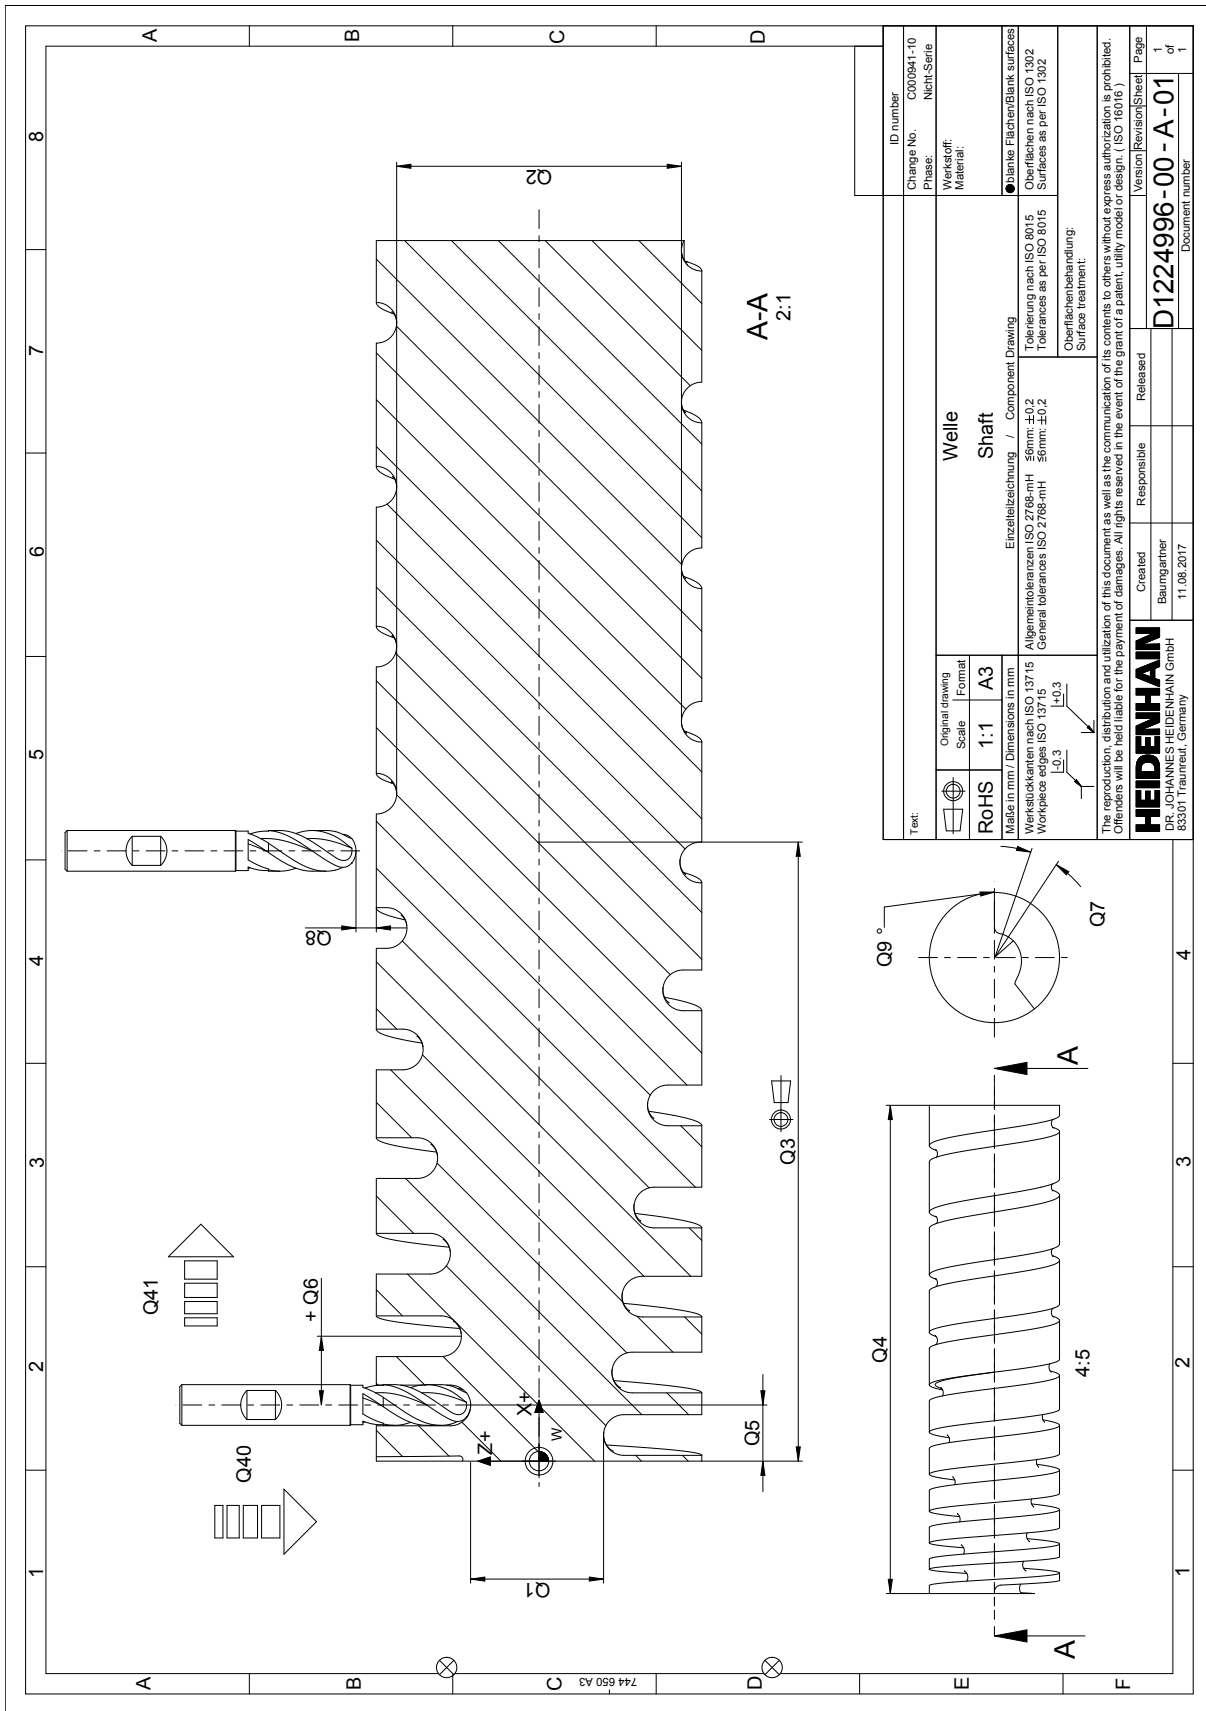 8
7
6
5
4
3
2
1
A
B
C
D
A
B
C
D
E
F
4
3
2
1
744 650 A3
Q41
Q40
+ Q6
Q8
Q2
Q1
Z+
X+
W
Q5
Q3
A-A
2:1
Q4
4:5
A
A
Q9 °
Q7
ID number
Text:
Change No. C000941-10
Phase: Nicht-Serie
Original drawing
Scale Format
RoHS 1:1 A3
Welle
Shaft
Werkstoff:
Material:
Maße in mm / Dimensions in mm
Einzelteilzeichnung / Component Drawing
blanke Flächen/Blank surfaces
Werkstückkanten nach ISO 13715
Workpiece edges ISO 13715
-0.3
+0.3
Allgemeintoleranzen ISO 2768-mH ≤6mm: ±0,2
General tolerances ISO 2768-mH ≤6mm: ±0,2
Tolerierung nach ISO 8015
Tolerances as per ISO 8015
Oberflächen nach ISO 1302
Surfaces as per ISO 1302
Oberflächenbehandlung:
Surface treatment:
The reproduction, distribution and utilization of this document as well as the communication of its contents to others without express authorization is prohibited.
Offenders will be held liable for the payment of damages. All rights reserved in the event of the grant of a patent, utility model or design. ( ISO 16016 )
HEIDENHAIN
DR. JOHANNES HEIDENHAIN GmbH
83301 Traunreut, Germany
Created Responsible Released
Baumgartner
11.08.2017
Version Revision Sheet Page
D1224996-00-A-01
1
of
1
Document number